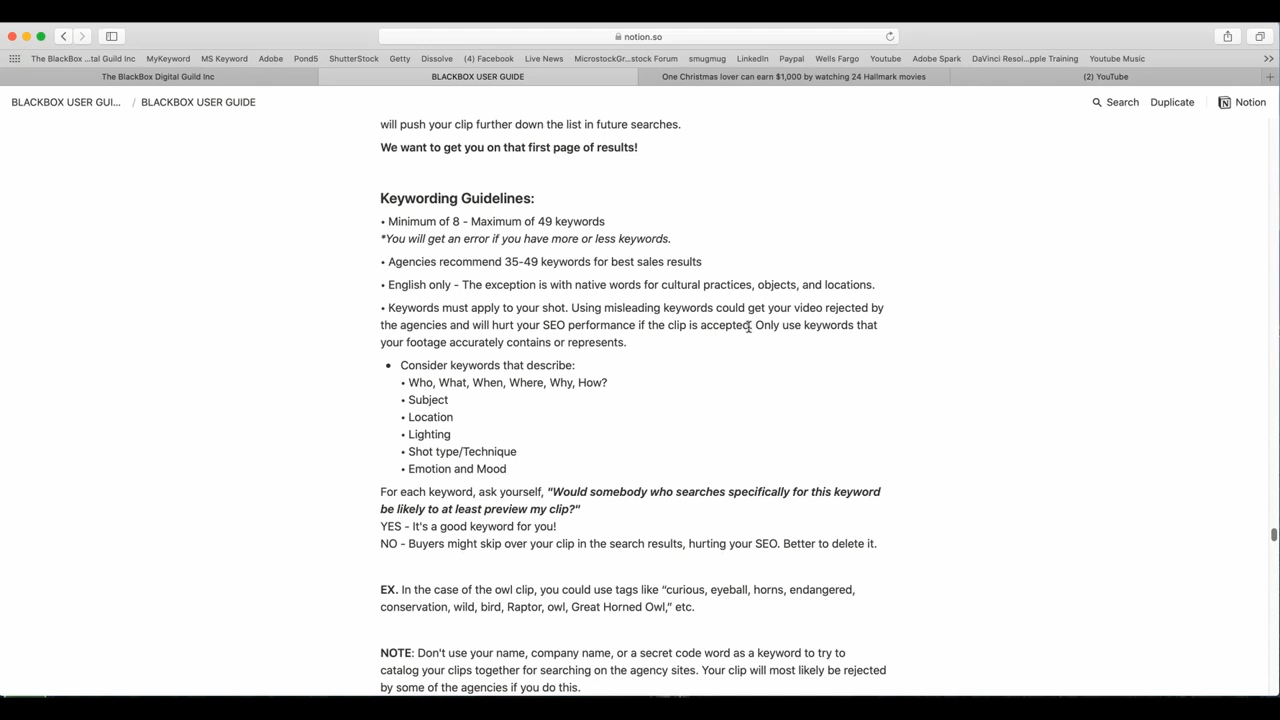 notion.so
The BlackBox ...tal Guild Inc MyKeyword MS Keyword Adobe Pond5 ShutterStock Getty Dissolve (4) Facebook Live News MicrostockGr...stock Forum smugmug LinkedIn Paypal Wells Fargo Youtube Adobe Spark DaVinci Resol...pple Training Youtube Music >>
The BlackBox Digital Guild Inc BLACKBOX USER GUIDE One Christmas lover can earn $1,000 by watching 24 Hallmark movies (2) YouTube +
BLACKBOX USER GUI... / BLACKBOX USER GUIDE Search Duplicate Notion
will push your clip further down the list in future searches.
We want to get you on that first page of results!
Keywording Guidelines:
• Minimum of 8 - Maximum of 49 keywords
*You will get an error if you have more or less keywords.
• Agencies recommend 35-49 keywords for best sales results
• English only - The exception is with native words for cultural practices, objects, and locations.
• Keywords must apply to your shot. Using misleading keywords could get your video rejected by
the agencies and will hurt your SEO performance if the clip is accepted. Only use keywords that
your footage accurately contains or represents.
• Consider keywords that describe:
• Who, What, When, Where, Why, How?
• Subject
• Location
• Lighting
• Shot type/Technique
• Emotion and Mood
For each keyword, ask yourself, "Would somebody who searches specifically for this keyword
be likely to at least preview my clip?"
YES - It's a good keyword for you!
NO - Buyers might skip over your clip in the search results, hurting your SEO. Better to delete it.
EX. In the case of the owl clip, you could use tags like “curious, eyeball, horns, endangered,
conservation, wild, bird, Raptor, owl, Great Horned Owl,” etc.
NOTE: Don't use your name, company name, or a secret code word as a keyword to try to
catalog your clips together for searching on the agency sites. Your clip will most likely be rejected
by some of the agencies if you do this.